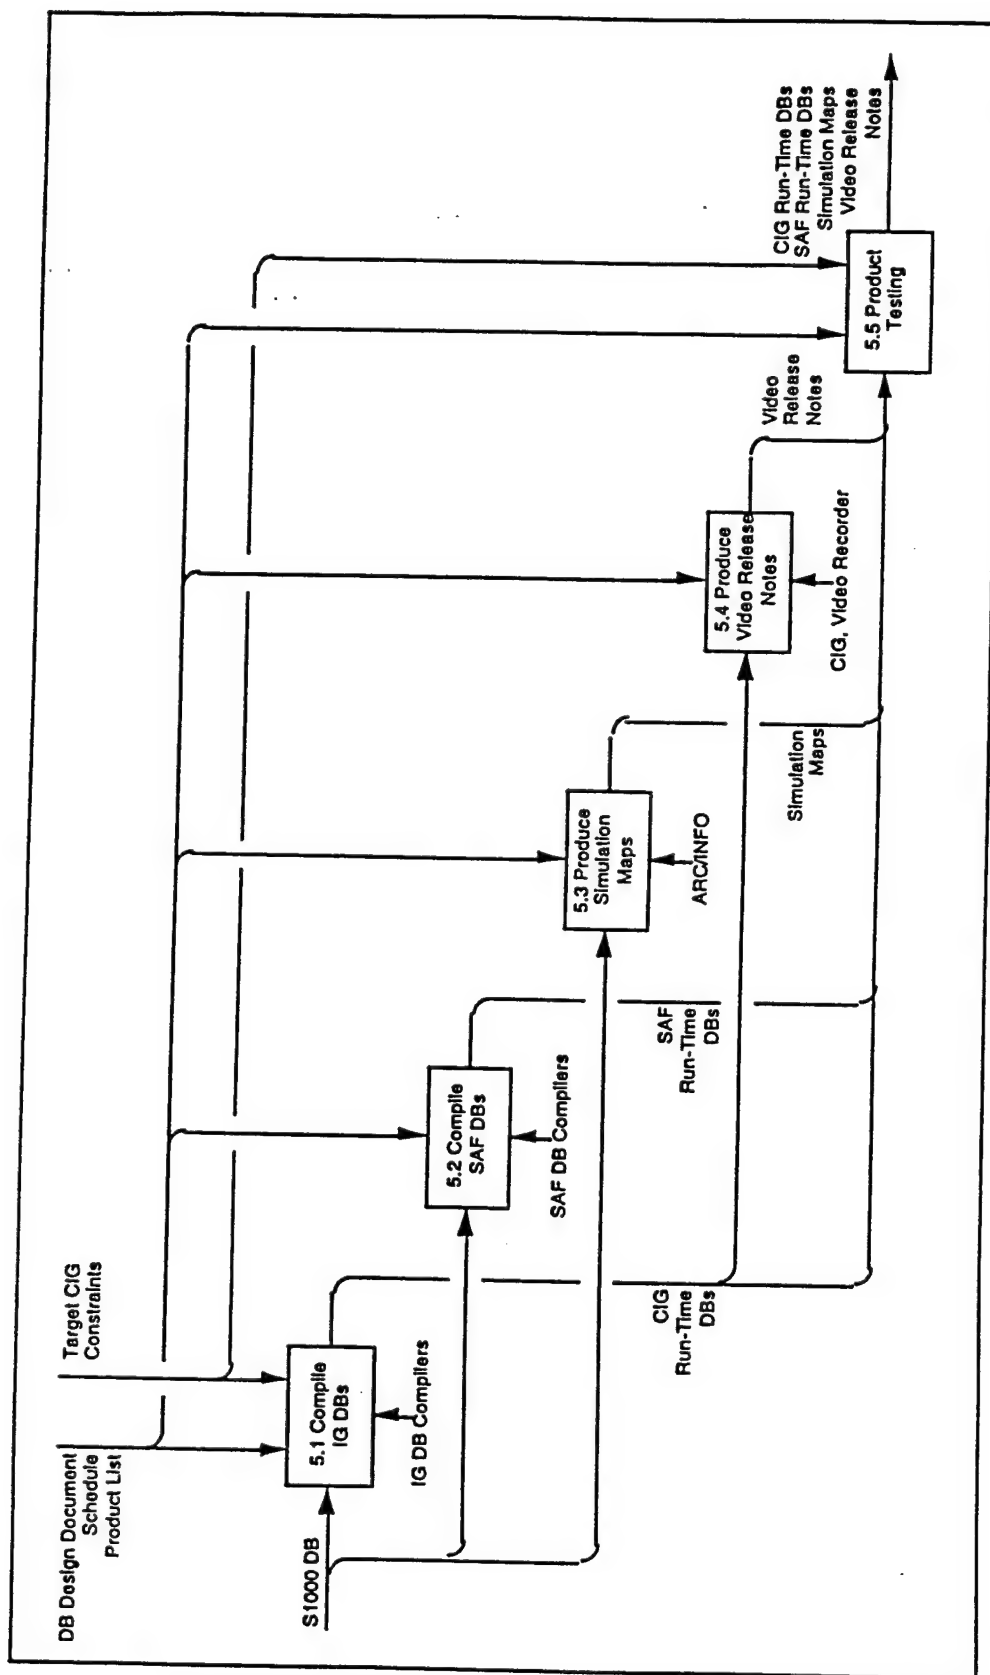 DB Design Document
Schedule
Product List
Target CIG
Constraints
S1000 DB
5.1 Compile
IG DBs
IG DB Compilers
5.2 Compile
SAF DBs
SAF DB Compilers
CIG
Run-Time
DBs
5.3 Produce
Simulation
Maps
ARC/INFO
SAF
Run-Time
DBs
5.4 Produce
Video Release
Notes
CIG, Video Recorder
Simulation
Maps
Video
Release
Notes
5.5 Product
Testing
CIG Run-Time DBs
SAF Run-Time DBs
Simulation Maps
Video Release
Notes